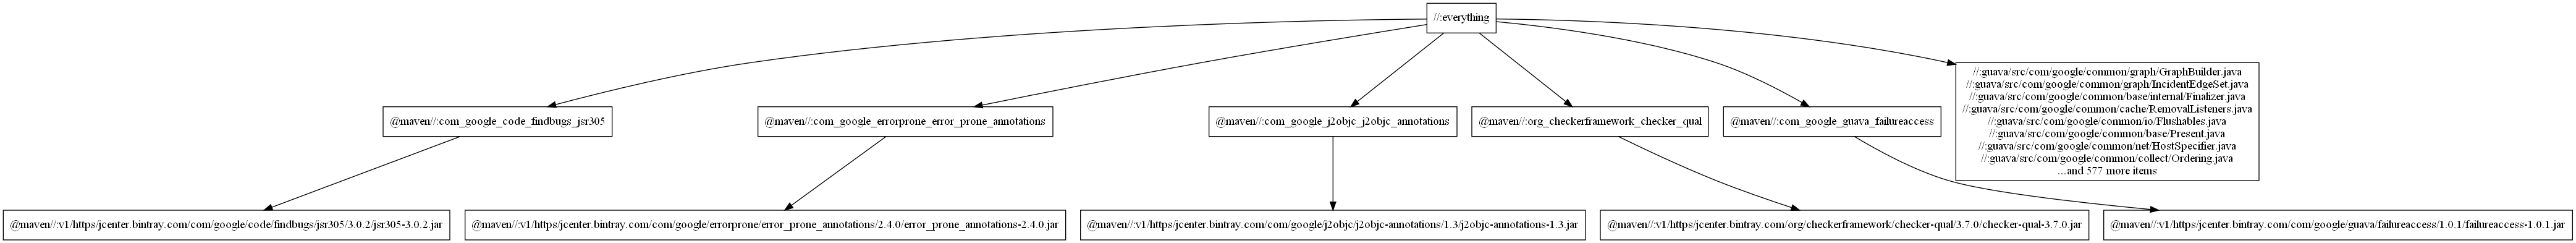 //:everything
@maven//:com_google_code_findbugs_jsr305
@maven//:com_google_errorprone_error_prone_annotations
@maven//:com_google_j2objc_j2objc_annotations
@maven//:org_checkerframework_checker_qual
@maven//:com_google_guava_failureaccess
//:guava/src/com/google/common/graph/GraphBuilder.java
//:guava/src/com/google/common/graph/IncidentEdgeSet.java
//:guava/src/com/google/common/base/internal/Finalizer.java
//:guava/src/com/google/common/cache/RemovalListeners.java
//:guava/src/com/google/common/io/Flushables.java
//:guava/src/com/google/common/base/Present.java
//:guava/src/com/google/common/net/HostSpecifier.java
//:guava/src/com/google/common/collect/Ordering.java
...and 577 more items
@maven//:v1/https/jcenter.bintray.com/com/google/code/findbugs/jsr305/3.0.2/jsr305-3.0.2.jar
@maven//:v1/https/jcenter.bintray.com/com/google/errorprone/error_prone_annotations/2.4.0/error_prone_annotations-2.4.0.jar
@maven//:v1/https/jcenter.bintray.com/com/google/j2objc/j2objc-annotations/1.3/j2objc-annotations-1.3.jar
@maven//:v1/https/jcenter.bintray.com/org/checkerframework/checker-qual/3.7.0/checker-qual-3.7.0.jar
@maven//:v1/https/jcenter.bintray.com/com/google/guava/failureaccess/1.0.1/failureaccess-1.0.1.jar